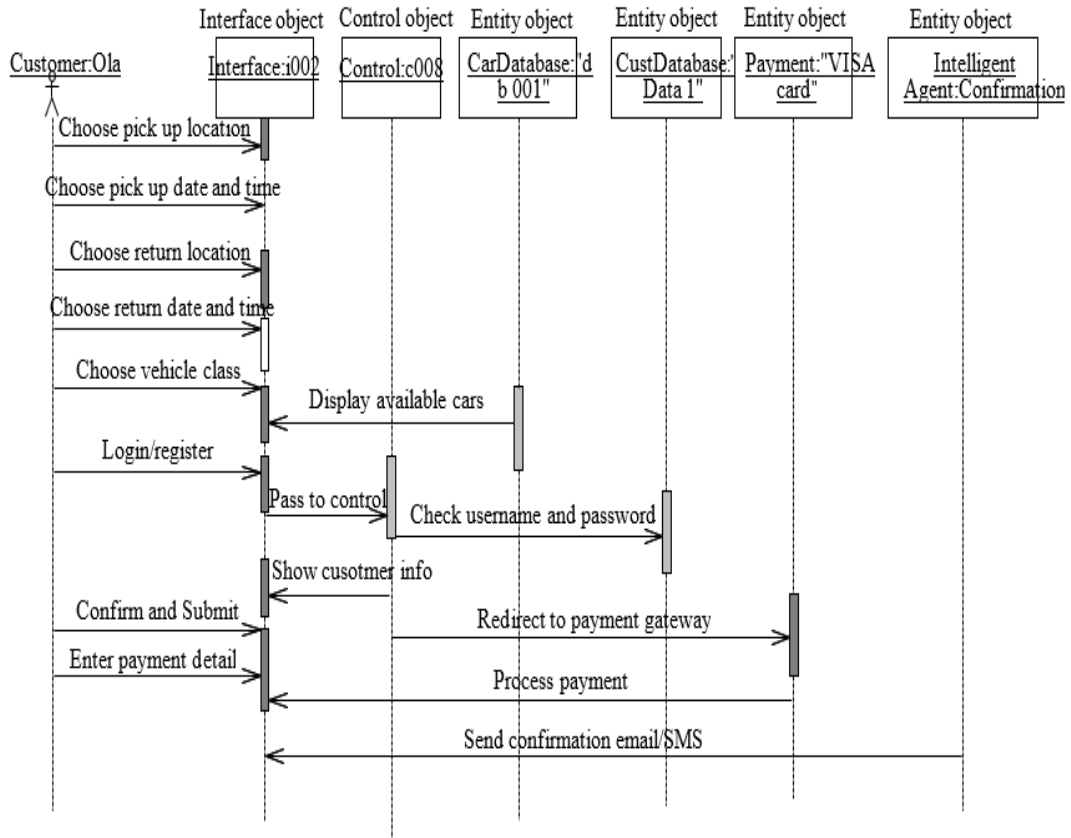 Interface object
Control object
Entity object
Entity object
Entity object
Entity object
Customer:Ola
Interface:i002
Control:c008
CarDatabase:"d
b 001"
CustDatabase:"
Data 1"
Payment:"VISA
card"
Intelligent
Agent:Confirmation
Choose pick up location
Choose pick up date and time
Choose return location
Choose return date and time
Choose vehicle class
Display available cars
Login/register
Pass to control
Check username and password
Show cusotmer info
Confirm and Submit
Redirect to payment gateway
Enter payment detail
Process payment
Send confirmation email/SMS